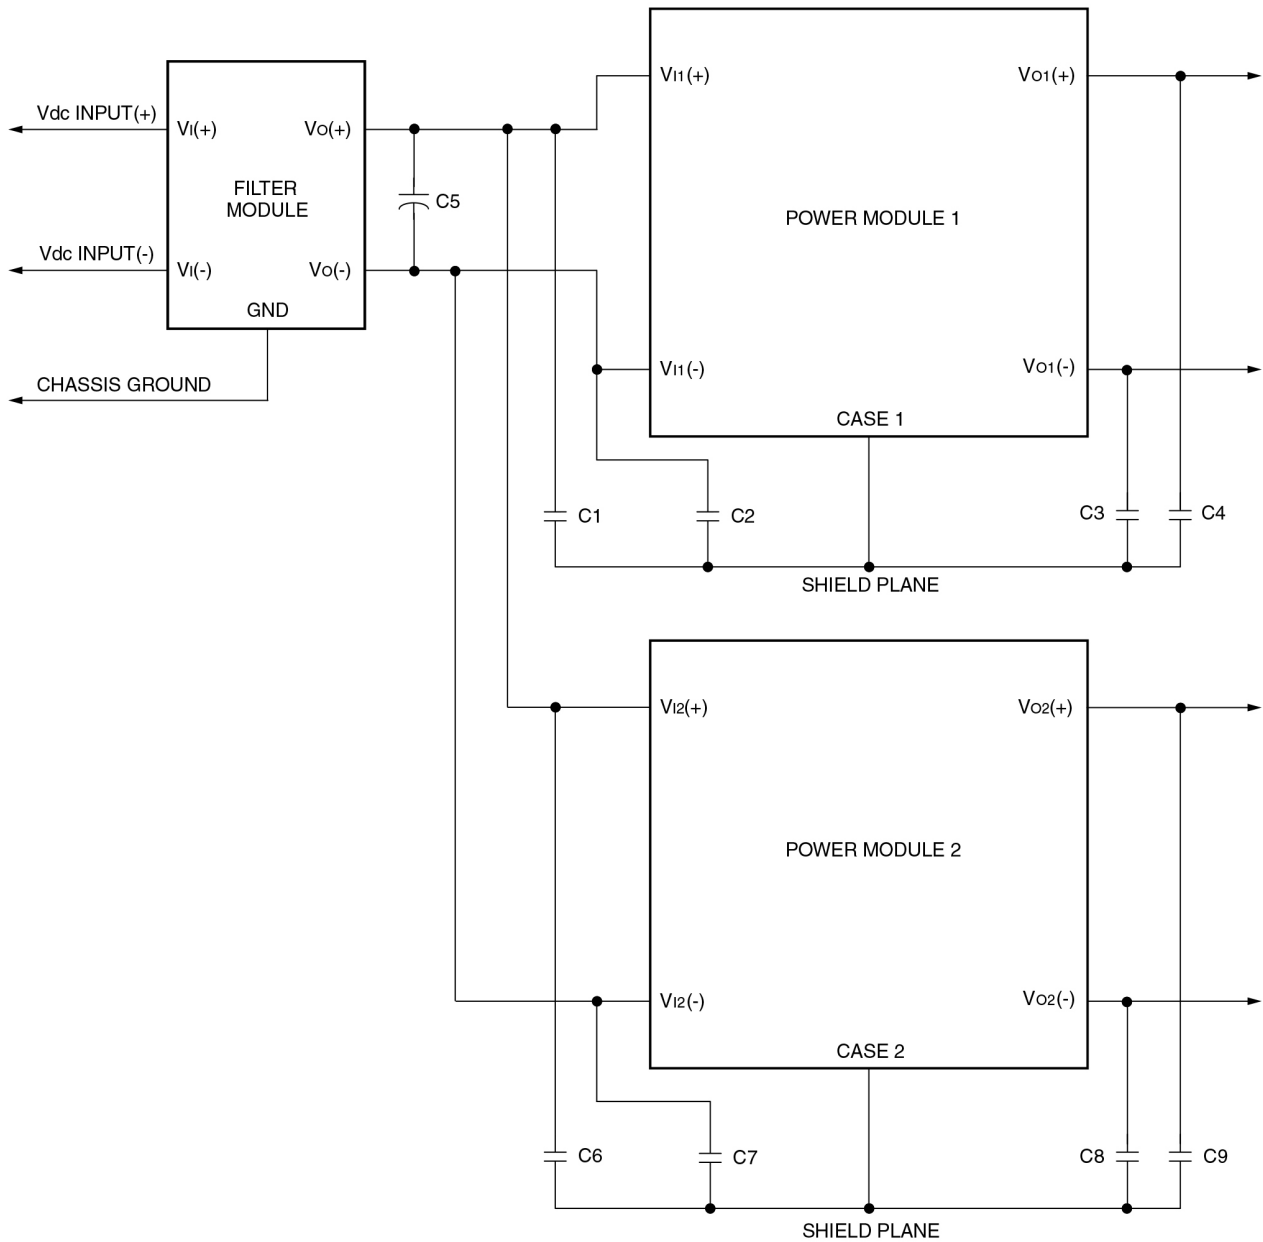 Vdc INPUT(+)
VI(+)
VO(+)
FILTER
MODULE
C5
Vdc INPUT(-)
VI(-)
VO(-)
GND
CHASSIS GROUND
VI1(+)
VO1(+)
POWER MODULE 1
VI1(-)
VO1(-)
CASE 1
C1
C2
C3
C4
SHIELD PLANE
VI2(+)
VO2(+)
POWER MODULE 2
VI2(-)
VO2(-)
CASE 2
C6
C7
C8
C9
SHIELD PLANE